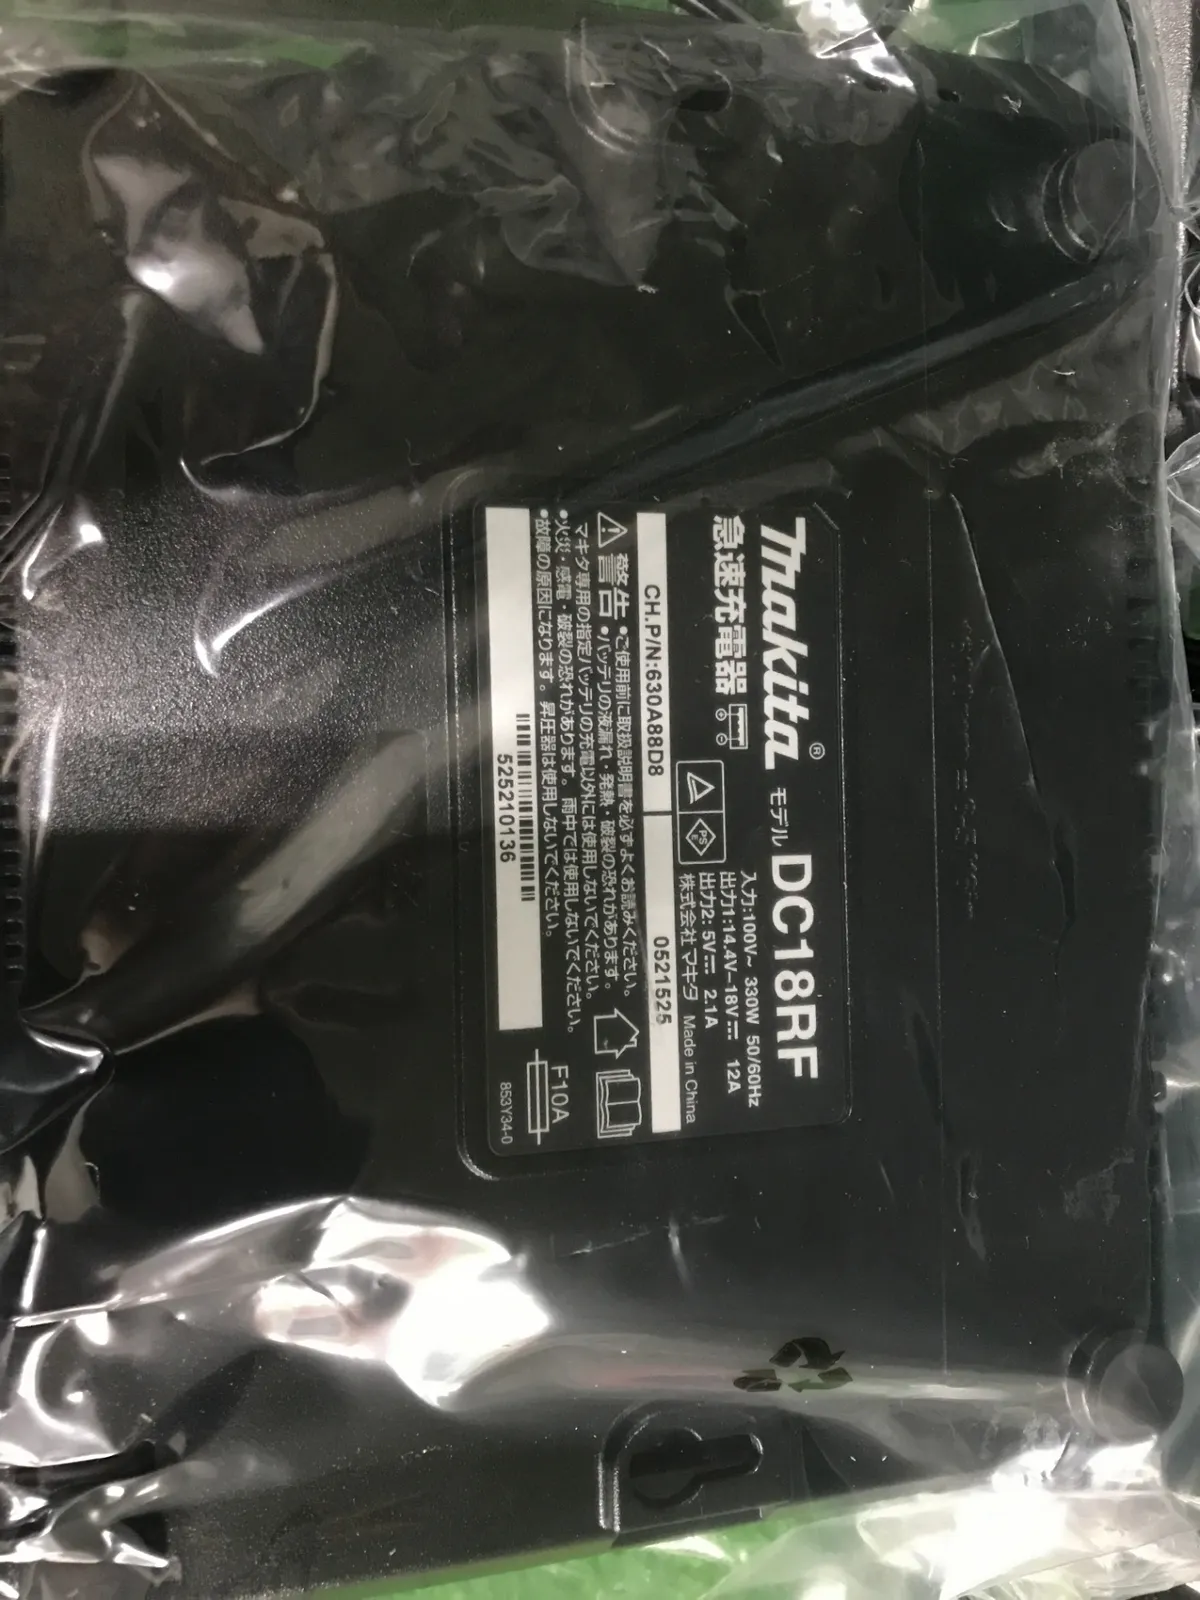 makita® モデル DC18RF
急速充電器
入力:100V~ 330W 50/60Hz
出力1:14.4V-18V⎓ 12A
出力2: 5V⎓ 2.1A
株式会社マキタ Made in China
PS
E
CH.P/N:630A88D8 0521525
⚠ 警告 •ご使用前に取扱説明書を必ずよくお読みください。
•バッテリの液漏れ・発熱・破裂の恐れがあります。
マキタ専用の指定バッテリの充電以外には使用しないでください。
•火災・感電・破裂の恐れがあります。雨中では使用しないでください。
•故障の原因になります。昇圧器は使用しないでください。
525210136
F10A
853Y34-0